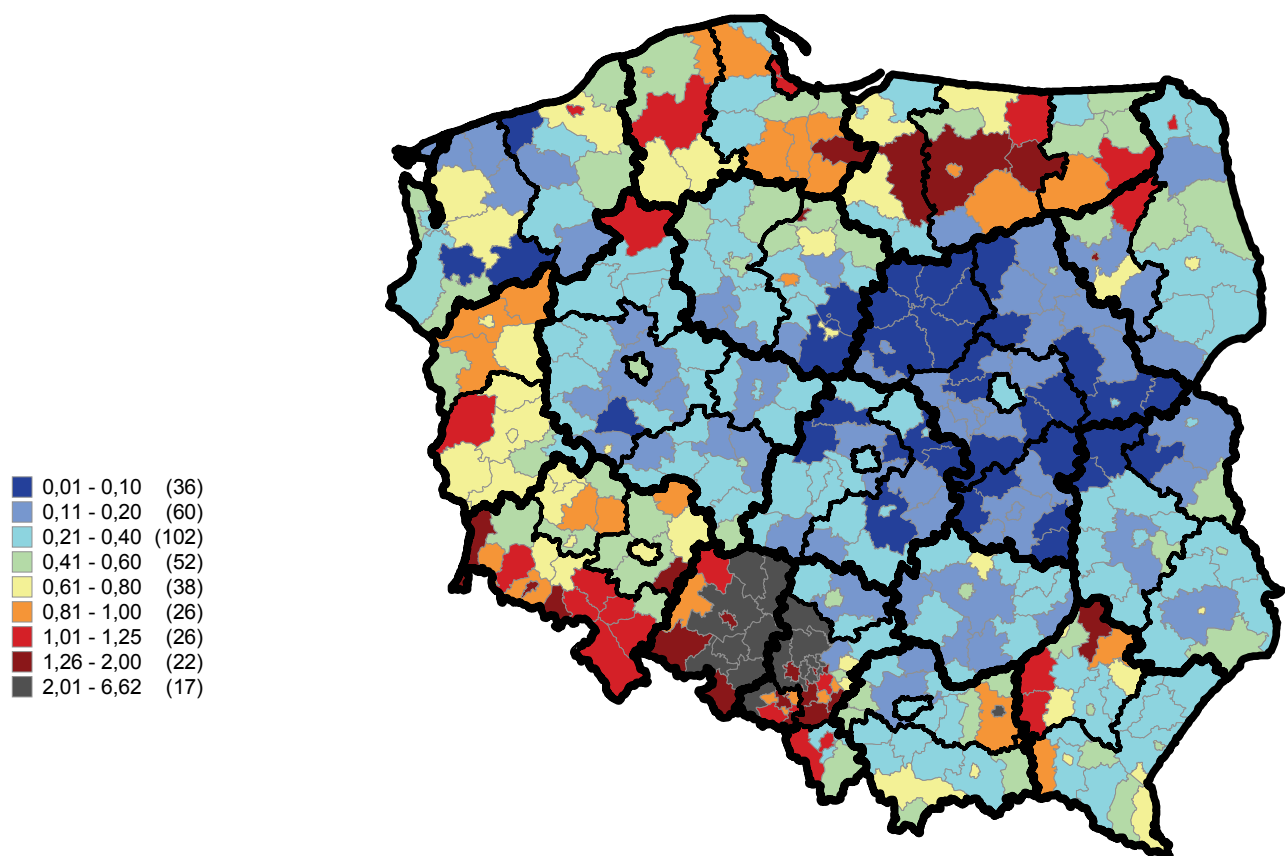 0,01 - 0,10 (36)
0,11 - 0,20 (60)
0,21 - 0,40 (102)
0,41 - 0,60 (52)
0,61 - 0,80 (38)
0,81 - 1,00 (26)
1,01 - 1,25 (26)
1,26 - 2,00 (22)
2,01 - 6,62 (17)